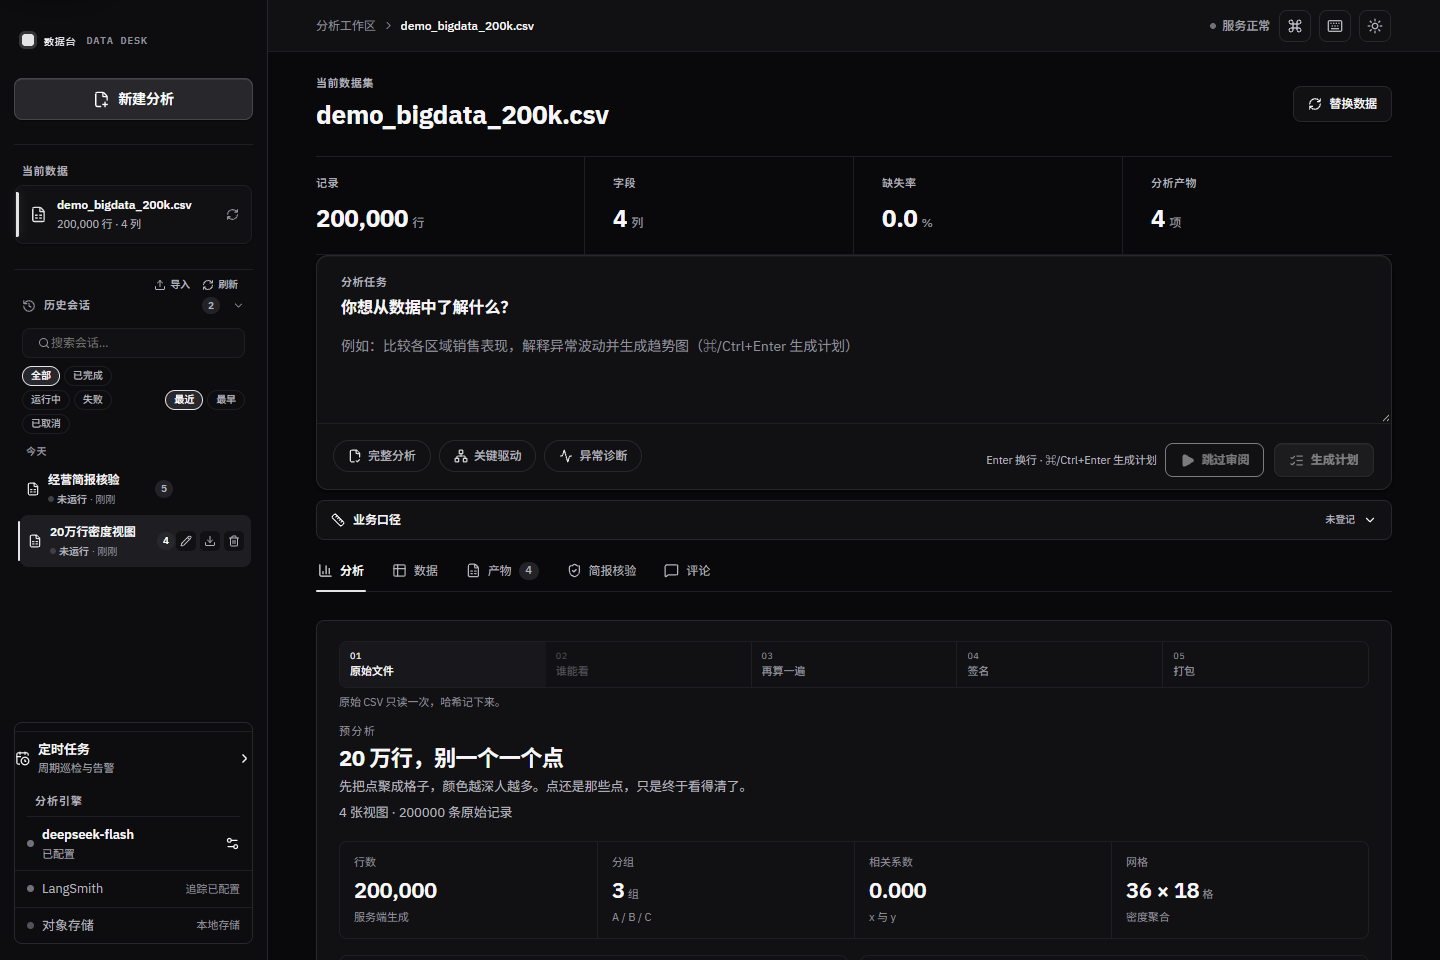 数据台 DATA DESK
新建分析
当前数据
demo_bigdata_200k.csv
200,000 行 · 4 列
导入 刷新
历史会话 2
搜索会话...
全部 已完成
运行中 失败 最近 最早
已取消
今天
经营简报核验
未运行 · 刚刚
5
20万行密度视图
未运行 · 刚刚
4
定时任务
周期巡检与告警
分析引擎
deepseek-flash
已配置
LangSmith 追踪已配置
对象存储 本地存储
分析工作区 > demo_bigdata_200k.csv
服务正常
当前数据集
demo_bigdata_200k.csv
替换数据
记录
200,000 行
字段
4 列
缺失率
0.0 %
分析产物
4 项
分析任务
你想从数据中了解什么？
例如：比较各区域销售表现，解释异常波动并生成趋势图（⌘/Ctrl+Enter 生成计划）
完整分析 关键驱动 异常诊断
Enter 换行 · ⌘/Ctrl+Enter 生成计划
跳过审阅 生成计划
业务口径 未登记
分析 数据 产物 4 简报核验 评论
01
原始文件
02
谁能看
03
再算一遍
04
签名
05
打包
原始 CSV 只读一次，哈希记下来。
预分析
20 万行，别一个一个点
先把点聚成格子，颜色越深人越多。点还是那些点，只是终于看得清了。
4 张视图 · 200000 条原始记录
行数
200,000
服务端生成
分组
3 组
A / B / C
相关系数
0.000
x 与 y
网格
36 × 18 格
密度聚合